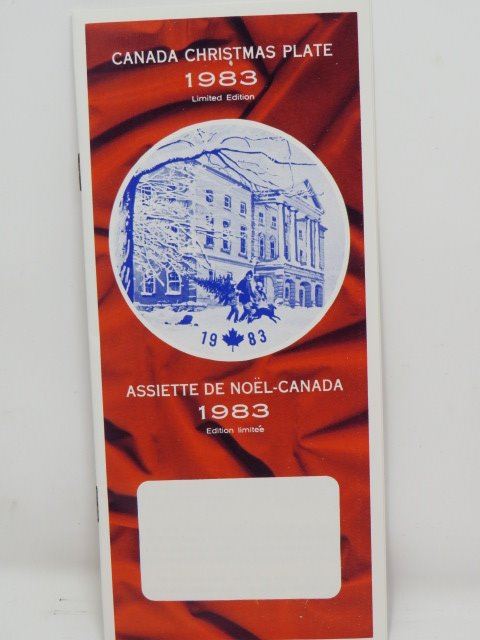 CANADA CHRISTMAS PLATE
1983
Limited Edition
19 83
ASSIETTE DE NOËL-CANADA
1983
Edition limitée